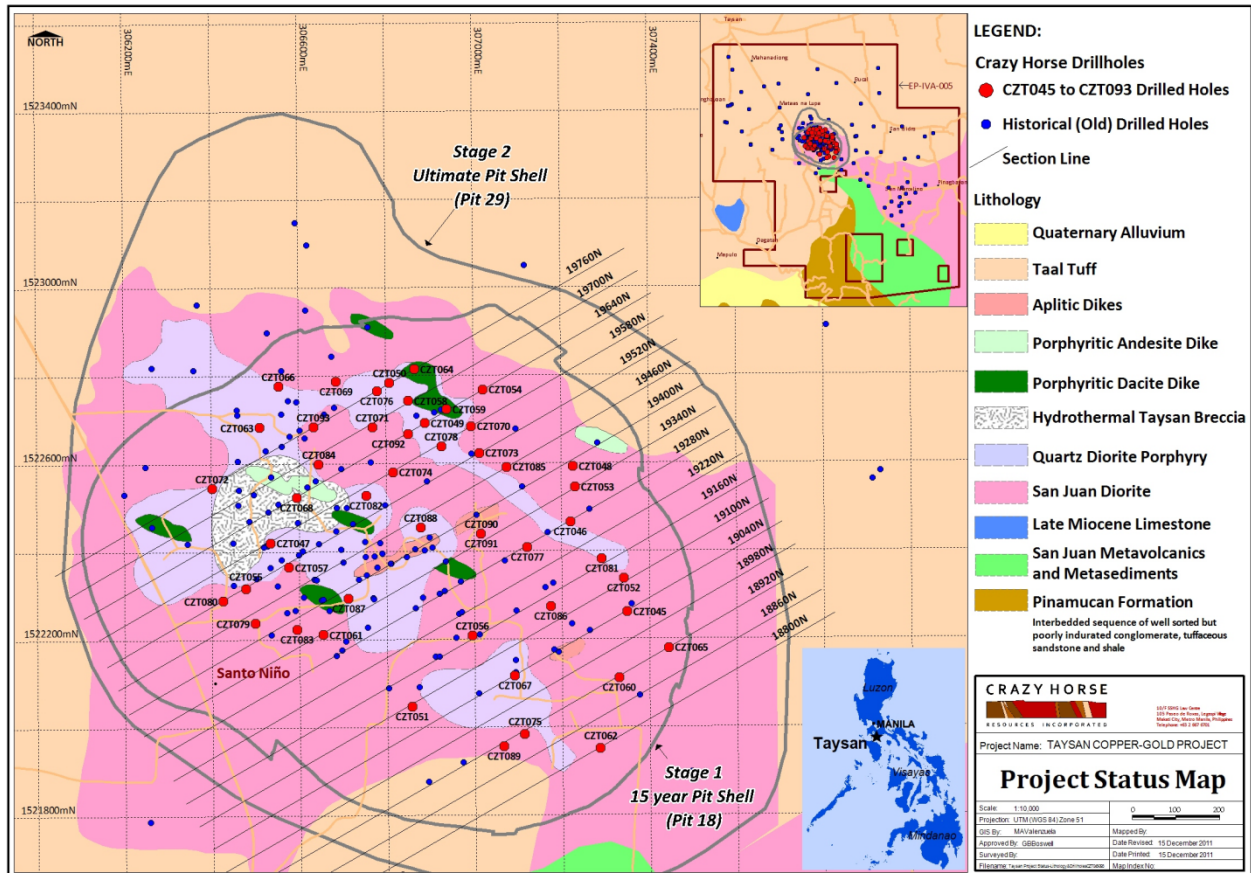 NORTH
306200mE
306600mE
307000mE
307400mE
1523400mN
1523000mN
1522600mN
1522200mN
1521800mN
Stage 2
Ultimate Pit Shell
(Pit 29)
19760N
19700N
19640N
19580N
19520N
19460N
19400N
19340N
19280N
19220N
19160N
19100N
19040N
18980N
18920N
18860N
18800N
CZT064
CZT050
CZT066
CZT069
CZT054
CZT076
CZT058
CZT059
CZT063
CZT093
CZT071
CZT049
CZT070
CZT092
CZT078
CZT073
CZT084
CZT074
CZT085
CZT048
CZT072
CZT053
CZT068
CZT082
CZT088
CZT090
CZT046
CZT047
CZT091
CZT077
CZT057
CZT081
CZT055
CZT052
CZT080
CZT087
CZT086
CZT045
CZT079
CZT083
CZT061
CZT056
CZT065
Santo Niño
CZT067
CZT060
CZT051
CZT075
CZT089
CZT062
Stage 1
15 year Pit Shell
(Pit 18)
Taysan
Mahanadiong
Bucal
EP-IVA-005
Mataas na Lupa
Pinagbayanan
Dagatan
Mapulo
Luzon
MANILA
Taysan
Visayas
Mindanao
LEGEND:
Crazy Horse Drillholes
CZT045 to CZT093 Drilled Holes
Historical (Old) Drilled Holes
Section Line
Lithology
Quaternary Alluvium
Taal Tuff
Aplitic Dikes
Porphyritic Andesite Dike
Porphyritic Dacite Dike
Hydrothermal Taysan Breccia
Quartz Diorite Porphyry
San Juan Diorite
Late Miocene Limestone
San Juan Metavolcanics
and Metasediments
Pinamucan Formation
Interbedded sequence of well sorted but
poorly indurated conglomerate, tuffaceous
sandstone and shale
CRAZY HORSE
RESOURCES INCORPORATED
Project Name: TAYSAN COPPER-GOLD PROJECT
Project Status Map
Scale: 1:10,000
0 100 200
Projection: UTM (WGS 84) Zone 51
GIS By: MAValenzuela
Mapped By:
Approved By: GBBoswell
Date Revised: 15 December 2011
Surveyed By:
Date Printed: 15 December 2011
Filename:
Map Index No: